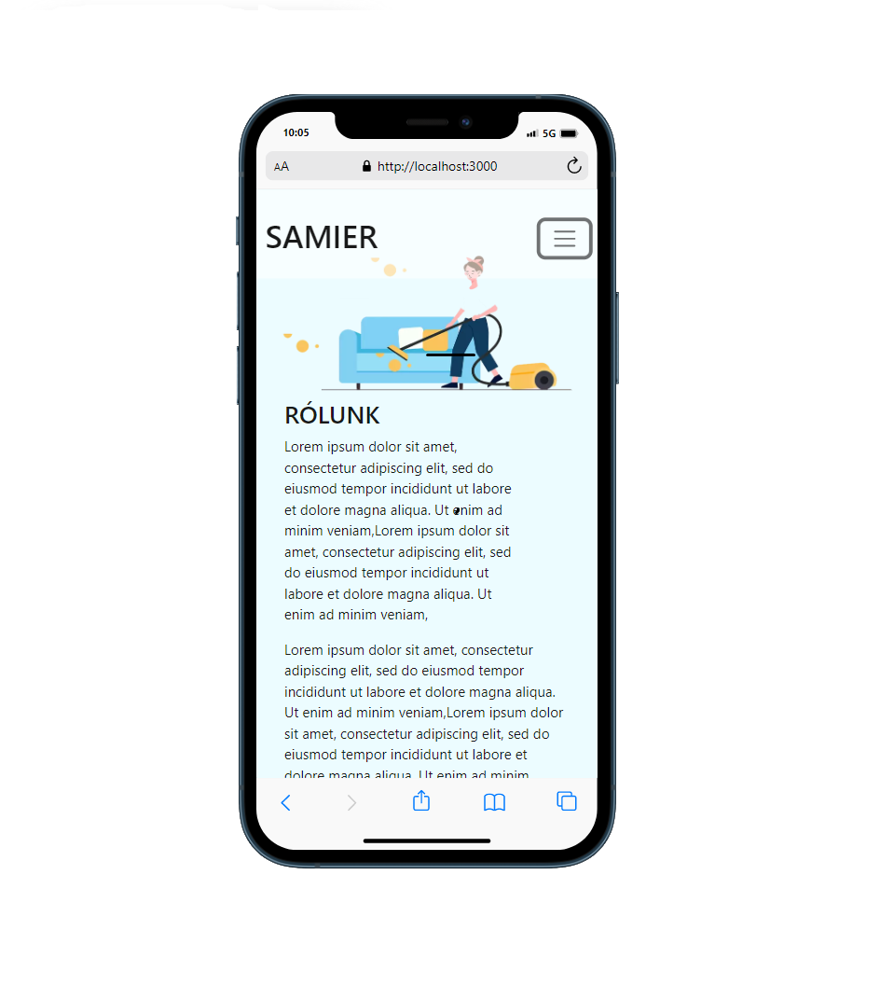 10:05
5G
AA
http://localhost:3000
SAMIER
RÓLUNK
Lorem ipsum dolor sit amet,
consectetur adipiscing elit, sed do
eiusmod tempor incididunt ut labore
et dolore magna aliqua. Ut enim ad
minim veniam,Lorem ipsum dolor sit
amet, consectetur adipiscing elit, sed
do eiusmod tempor incididunt ut
labore et dolore magna aliqua. Ut
enim ad minim veniam,
Lorem ipsum dolor sit amet, consectetur
adipiscing elit, sed do eiusmod tempor
incididunt ut labore et dolore magna aliqua.
Ut enim ad minim veniam,Lorem ipsum dolor
sit amet, consectetur adipiscing elit, sed do
eiusmod tempor incididunt ut labore et
dolore magna aliqua. Ut enim ad minim